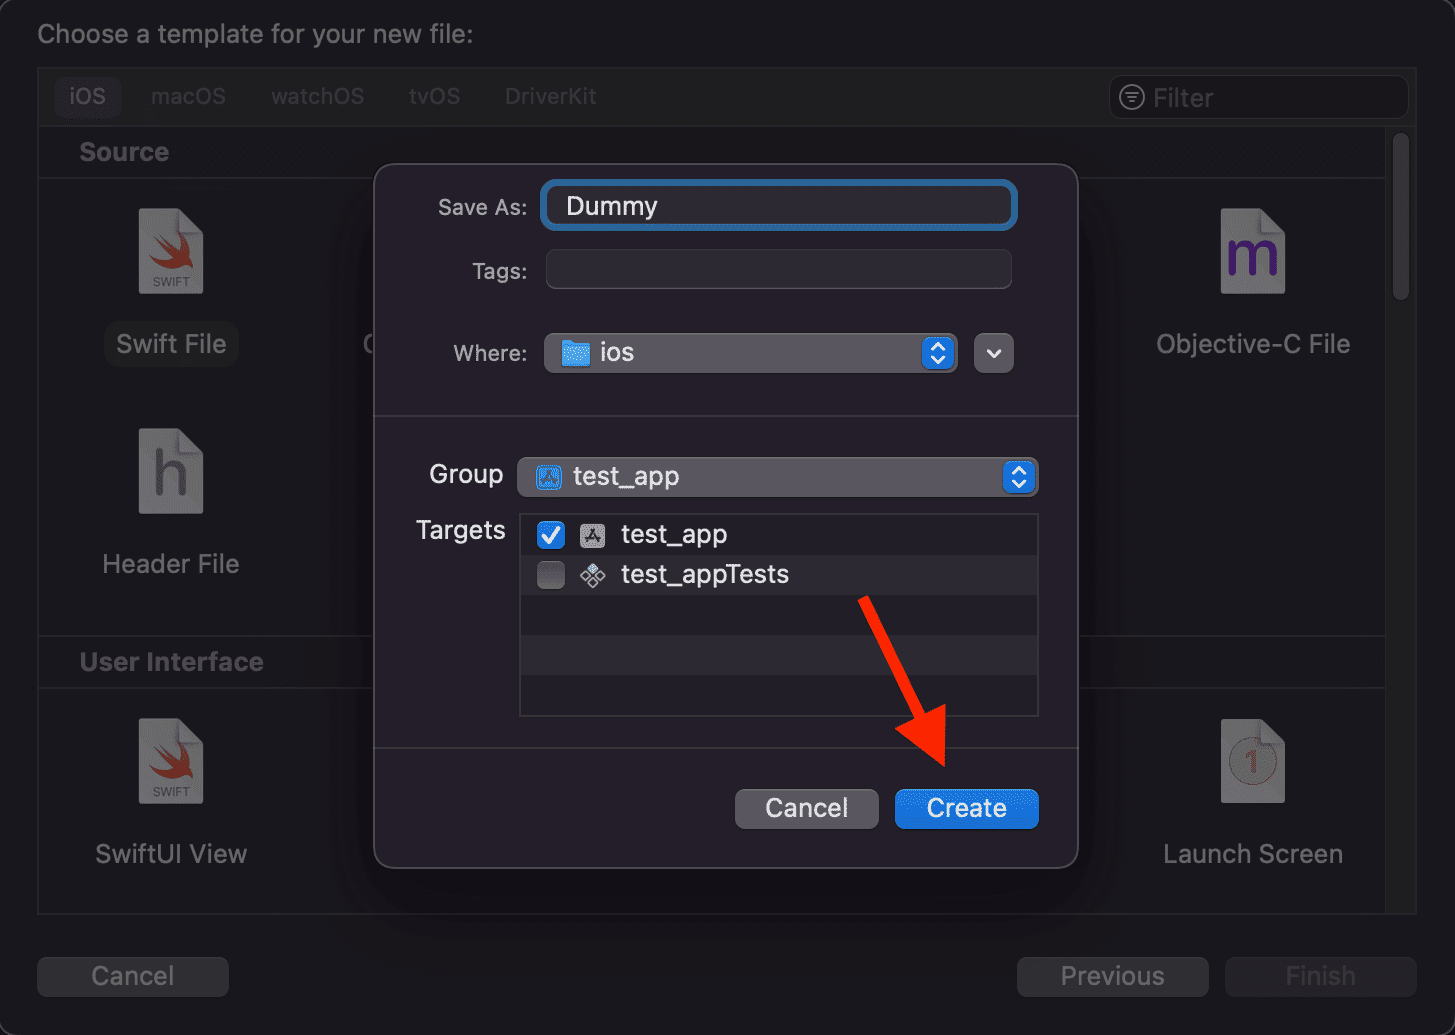 Choose a template for your new file:
iOS macOS watchOS tvOS DriverKit Filter
Source
Save As: Dummy
Tags:
Where: ios
SWIFT
m
Swift File
Objective-C File
Group test_app
Targets test_app
test_appTests
h
Header File
User Interface
SWIFT
1
Cancel Create
SwiftUI View
Launch Screen
Cancel Previous Finish